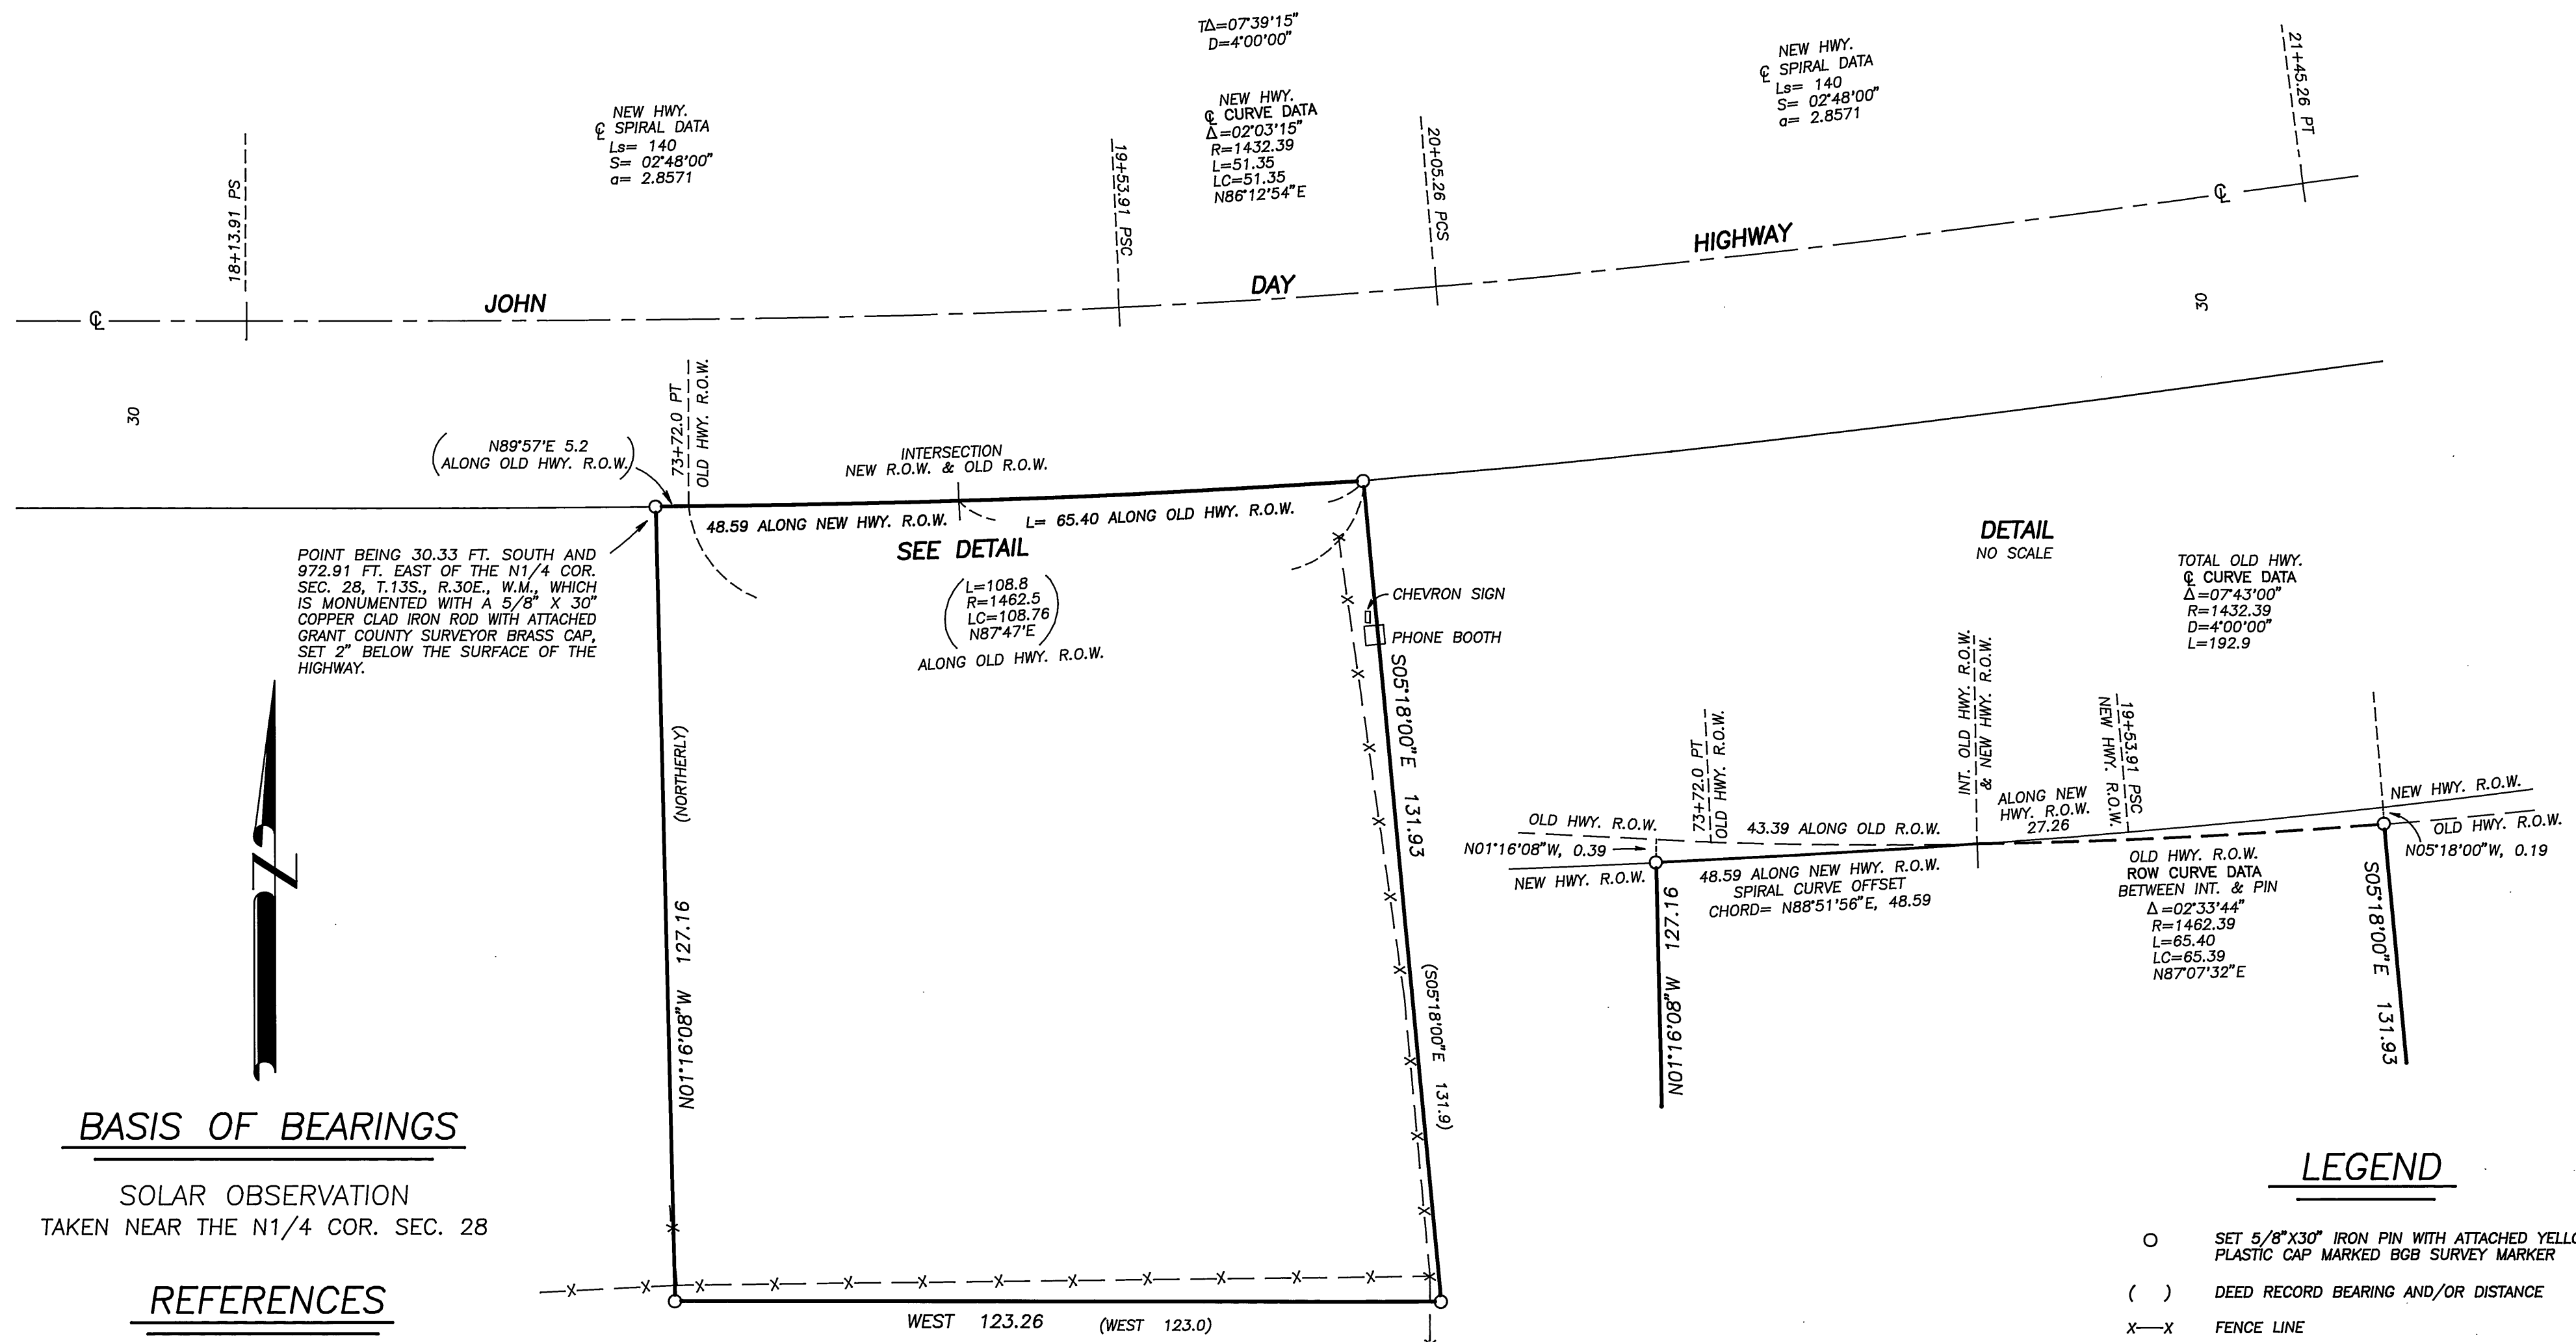 TΔ=07°39'15"
D=4°00'00"
NEW HWY.
℄ SPIRAL DATA
Ls= 140
S= 02°48'00"
a= 2.8571
NEW HWY.
℄ CURVE DATA
Δ=02°03'15"
R=1432.39
L=51.35
LC=51.35
N86°12'54"E
NEW HWY.
℄ SPIRAL DATA
Ls= 140
S= 02°48'00"
a= 2.8571
18+13.91 PS
19+53.91 PSC
20+05.26 PCS
21+45.26 PT
℄
JOHN
DAY
HIGHWAY
℄
30
30
N89°57'E 5.2
ALONG OLD HWY. R.O.W.
73+72.0 PT
OLD HWY. R.O.W.
INTERSECTION
NEW R.O.W. & OLD R.O.W.
48.59 ALONG NEW HWY. R.O.W.
L= 65.40 ALONG OLD HWY. R.O.W.
SEE DETAIL
(L=108.8
R=1462.5
LC=108.76
N87°47'E)
ALONG OLD HWY. R.O.W.
POINT BEING 30.33 FT. SOUTH AND
972.91 FT. EAST OF THE N1/4 COR.
SEC. 28, T.13S., R.30E., W.M., WHICH
IS MONUMENTED WITH A 5/8" X 30"
COPPER CLAD IRON ROD WITH ATTACHED
GRANT COUNTY SURVEYOR BRASS CAP,
SET 2" BELOW THE SURFACE OF THE
HIGHWAY.
CHEVRON SIGN
PHONE BOOTH
S05°18'00"E 131.93
(S05°18'00"E 131.9)
(NORTHERLY)
N01°16'08"W 127.16
WEST 123.26 (WEST 123.0)
N
BASIS OF BEARINGS
SOLAR OBSERVATION
TAKEN NEAR THE N1/4 COR. SEC. 28
REFERENCES
DETAIL
NO SCALE
TOTAL OLD HWY.
℄ CURVE DATA
Δ=07°43'00"
R=1432.39
D=4°00'00"
L=192.9
OLD HWY. R.O.W.
N01°16'08"W, 0.39
NEW HWY. R.O.W.
73+72.0 PT
OLD HWY. R.O.W.
43.39 ALONG OLD R.O.W.
INT. OLD HWY. R.O.W.
& NEW HWY. R.O.W.
ALONG NEW
HWY. R.O.W.
27.26
19+53.91 PSC
NEW HWY. R.O.W.
NEW HWY. R.O.W.
OLD HWY. R.O.W.
N05°18'00"W, 0.19
48.59 ALONG NEW HWY. R.O.W.
SPIRAL CURVE OFFSET
CHORD= N88°51'56"E, 48.59
OLD HWY. R.O.W.
ROW CURVE DATA
BETWEEN INT. & PIN
Δ=02°33'44"
R=1462.39
L=65.40
LC=65.39
N87°07'32"E
N01°16'08"W 127.16
S05°18'00"E 131.93
LEGEND
SET 5/8"X30" IRON PIN WITH ATTACHED YELLO
PLASTIC CAP MARKED BGB SURVEY MARKER
( ) DEED RECORD BEARING AND/OR DISTANCE
X—X FENCE LINE